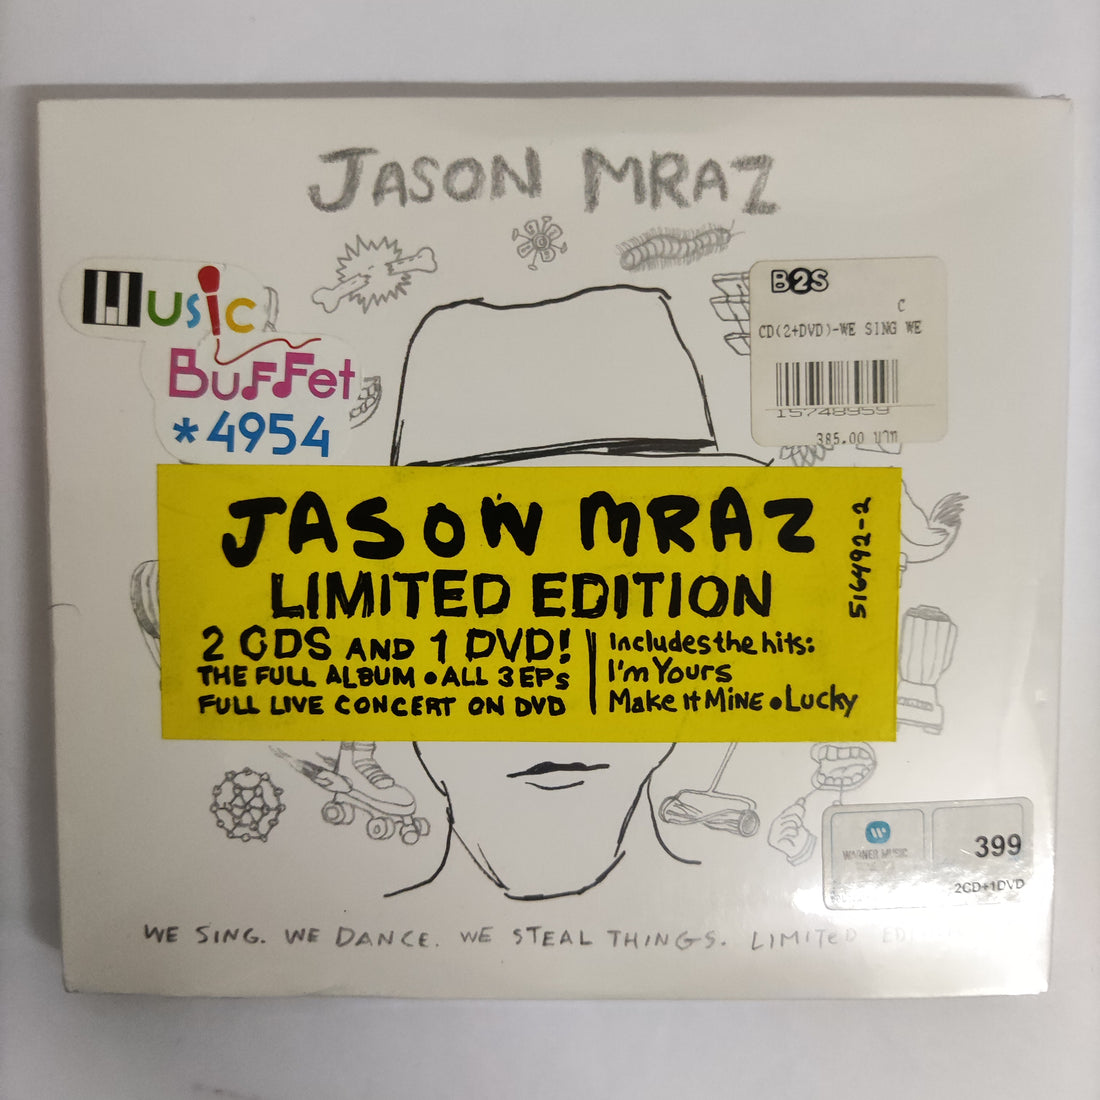 JASON MRAZ
Music
BuFFet
*4954
B2S
C
CD(2+DVD)-WE SING WE
15748959
385.00 บาท
JASON MRAZ
LIMITED EDITION
2 CDS AND 1 DVD!
THE FULL ALBUM • ALL 3 EPs
FULL LIVE CONCERT ON DVD
Includes the hits:
I'm Yours
Make It MiNE • Lucky
516492-2
WARNER MUSIC
399
2CD+1DVD
WE SING. WE DANCE. WE STEAL THINGS. LIMITED EDITION